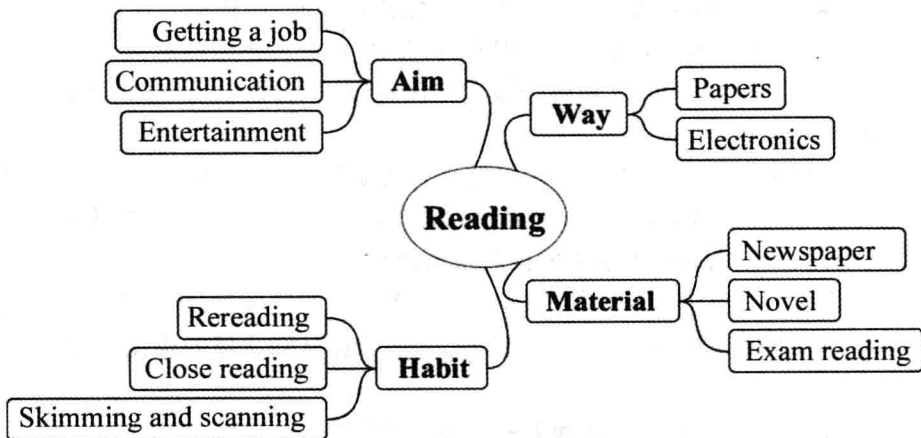 Getting a job
Communication
Entertainment
Aim
Way
Papers
Electronics
Reading
Newspaper
Novel
Exam reading
Material
Rereading
Close reading
Skimming and scanning
Habit